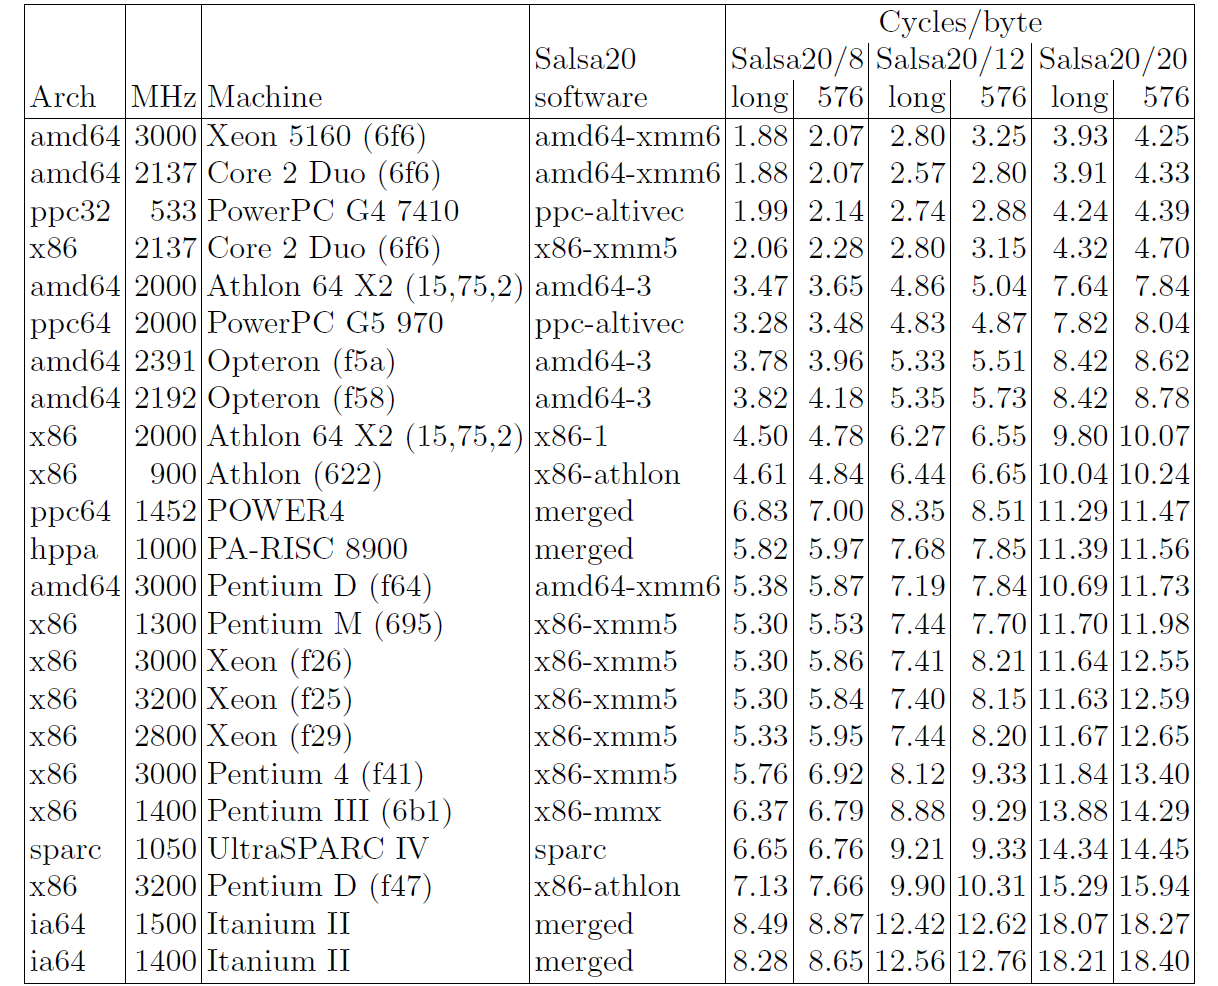 Cycles/byte
Salsa20 Salsa20/8 Salsa20/12 Salsa20/20
Arch MHz Machine software long 576 long 576 long 576
amd64 3000 Xeon 5160 (6f6) amd64-xmm6 1.88 2.07 2.80 3.25 3.93 4.25
amd64 2137 Core 2 Duo (6f6) amd64-xmm6 1.88 2.07 2.57 2.80 3.91 4.33
ppc32 533 PowerPC G4 7410 ppc-altivec 1.99 2.14 2.74 2.88 4.24 4.39
x86 2137 Core 2 Duo (6f6) x86-xmm5 2.06 2.28 2.80 3.15 4.32 4.70
amd64 2000 Athlon 64 X2 (15,75,2) amd64-3 3.47 3.65 4.86 5.04 7.64 7.84
ppc64 2000 PowerPC G5 970 ppc-altivec 3.28 3.48 4.83 4.87 7.82 8.04
amd64 2391 Opteron (f5a) amd64-3 3.78 3.96 5.33 5.51 8.42 8.62
amd64 2192 Opteron (f58) amd64-3 3.82 4.18 5.35 5.73 8.42 8.78
x86 2000 Athlon 64 X2 (15,75,2) x86-1 4.50 4.78 6.27 6.55 9.80 10.07
x86 900 Athlon (622) x86-athlon 4.61 4.84 6.44 6.65 10.04 10.24
ppc64 1452 POWER4 merged 6.83 7.00 8.35 8.51 11.29 11.47
hppa 1000 PA-RISC 8900 merged 5.82 5.97 7.68 7.85 11.39 11.56
amd64 3000 Pentium D (f64) amd64-xmm6 5.38 5.87 7.19 7.84 10.69 11.73
x86 1300 Pentium M (695) x86-xmm5 5.30 5.53 7.44 7.70 11.70 11.98
x86 3000 Xeon (f26) x86-xmm5 5.30 5.86 7.41 8.21 11.64 12.55
x86 3200 Xeon (f25) x86-xmm5 5.30 5.84 7.40 8.15 11.63 12.59
x86 2800 Xeon (f29) x86-xmm5 5.33 5.95 7.44 8.20 11.67 12.65
x86 3000 Pentium 4 (f41) x86-xmm5 5.76 6.92 8.12 9.33 11.84 13.40
x86 1400 Pentium III (6b1) x86-mmx 6.37 6.79 8.88 9.29 13.88 14.29
sparc 1050 UltraSPARC IV sparc 6.65 6.76 9.21 9.33 14.34 14.45
x86 3200 Pentium D (f47) x86-athlon 7.13 7.66 9.90 10.31 15.29 15.94
ia64 1500 Itanium II merged 8.49 8.87 12.42 12.62 18.07 18.27
ia64 1400 Itanium II merged 8.28 8.65 12.56 12.76 18.21 18.40